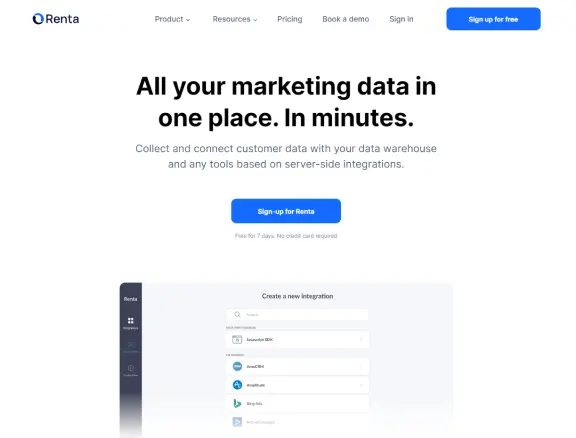 Renta
Product
Resources
Pricing
Book a demo
Sign in
Sign up for free
All your marketing data in
one place. In minutes.
Collect and connect customer data with your data warehouse
and any tools based on server-side integrations.
Sign-up for Renta
Free for 7 days. No credit card required
Renta
Create a new integration
Search
Integrations
Javascript SDK
AmoCRM
Amplitude
Bing Ads